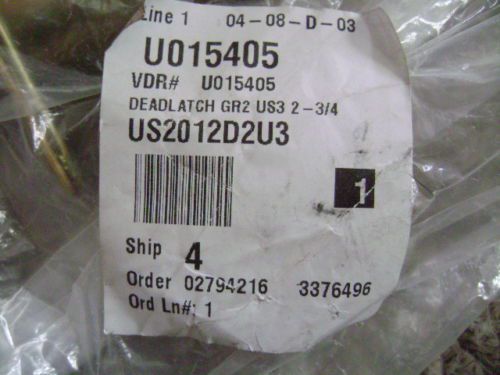 Line 1 04-08-D-03
U015405
VDR# U015405
DEADLATCH GR2 US3 2-3/4
US2012D2U3
1
Ship 4
Order 02794216 3376496
Ord Ln#: 1